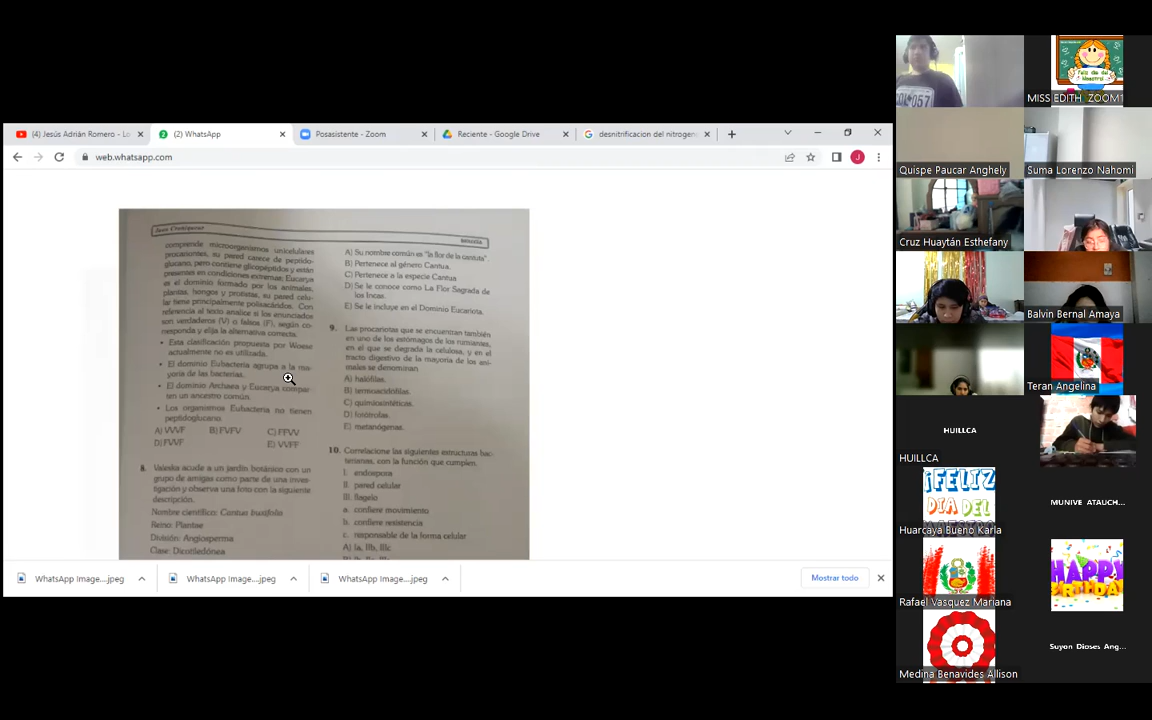 (4) Jesús Adrián Romero - Lo
(2) WhatsApp
Posasistente - Zoom
Reciente - Google Drive
desnitrificacion del nitrogen
web.whatsapp.com
J
comprende microorganismos unicelulares
procariontes, su pared carece de peptido-
glucano, pero contiene glicopéptidos y están
presentes en condiciones extremas; Eucarya
es el dominio formado por los animales,
plantas, hongos y protistas, su pared celu-
lar tiene principalmente polisacáridos. Con
referencia al texto analice si los enunciados
son verdaderos (V) o falsos (F), según co-
rresponda y elija la alternativa correcta.
• Esta clasificación propuesta por Woese
actualmente no es utilizada.
• El dominio Eubacteria agrupa a la ma-
yoría de las bacterias.
• El dominio Archaea y Eucarya compar-
ten un ancestro común.
• Los organismos Eubacteria no tienen
peptidoglucano.
A) VVVF B) FVFV C) FFVV
D) FVVF E) VVFF
8. Valeska acude a un jardín botánico con un
grupo de amigas como parte de una inves-
tigación y observa una foto con la siguiente
descripción.
Nombre científico: Cantua buxifolia
Reino: Plantae
División: Angiosperma
Clase: Dicotiledónea
A) Su nombre común es "la flor de la cantuta".
B) Pertenece al género Cantua.
C) Pertenece a la especie Cantua
D) Se le conoce como La Flor Sagrada de
los Incas.
E) Se le incluye en el Dominio Eucariota.
9. Las procariotas que se encuentran también
en uno de los estómagos de los rumiantes,
en el que se degrada la celulosa, y en el
tracto digestivo de la mayoría de los ani-
males se denominan
A) halófilas.
B) termoacidófilas.
C) quimiosintéticas.
D) fotótrofas.
E) metanógenas.
10. Correlacione las siguientes estructuras bac-
terianas, con la función que cumplen.
I. endospora
II. pared celular
III. flagelo
a. confiere movimiento
b. confiere resistencia
c. responsable de la forma celular
A) Ia, IIb, IIIc
WhatsApp Image....jpeg
WhatsApp Image....jpeg
WhatsApp Image....jpeg
Mostrar todo
MISS EDITH_ZOOM1
Quispe Paucar Anghely
Suma Lorenzo Nahomi
Cruz Huaytán Esthefany
Balvin Bernal Amaya
Teran Angelina
HUILLCA
HUILLCA
¡FELIZ
DIA DEL
Huarcaya Bueno Karla
MUNIVE ATAUCH...
Rafael Vasquez Mariana
HAPPY
Medina Benavides Allison
Suyon Dioses Ang...